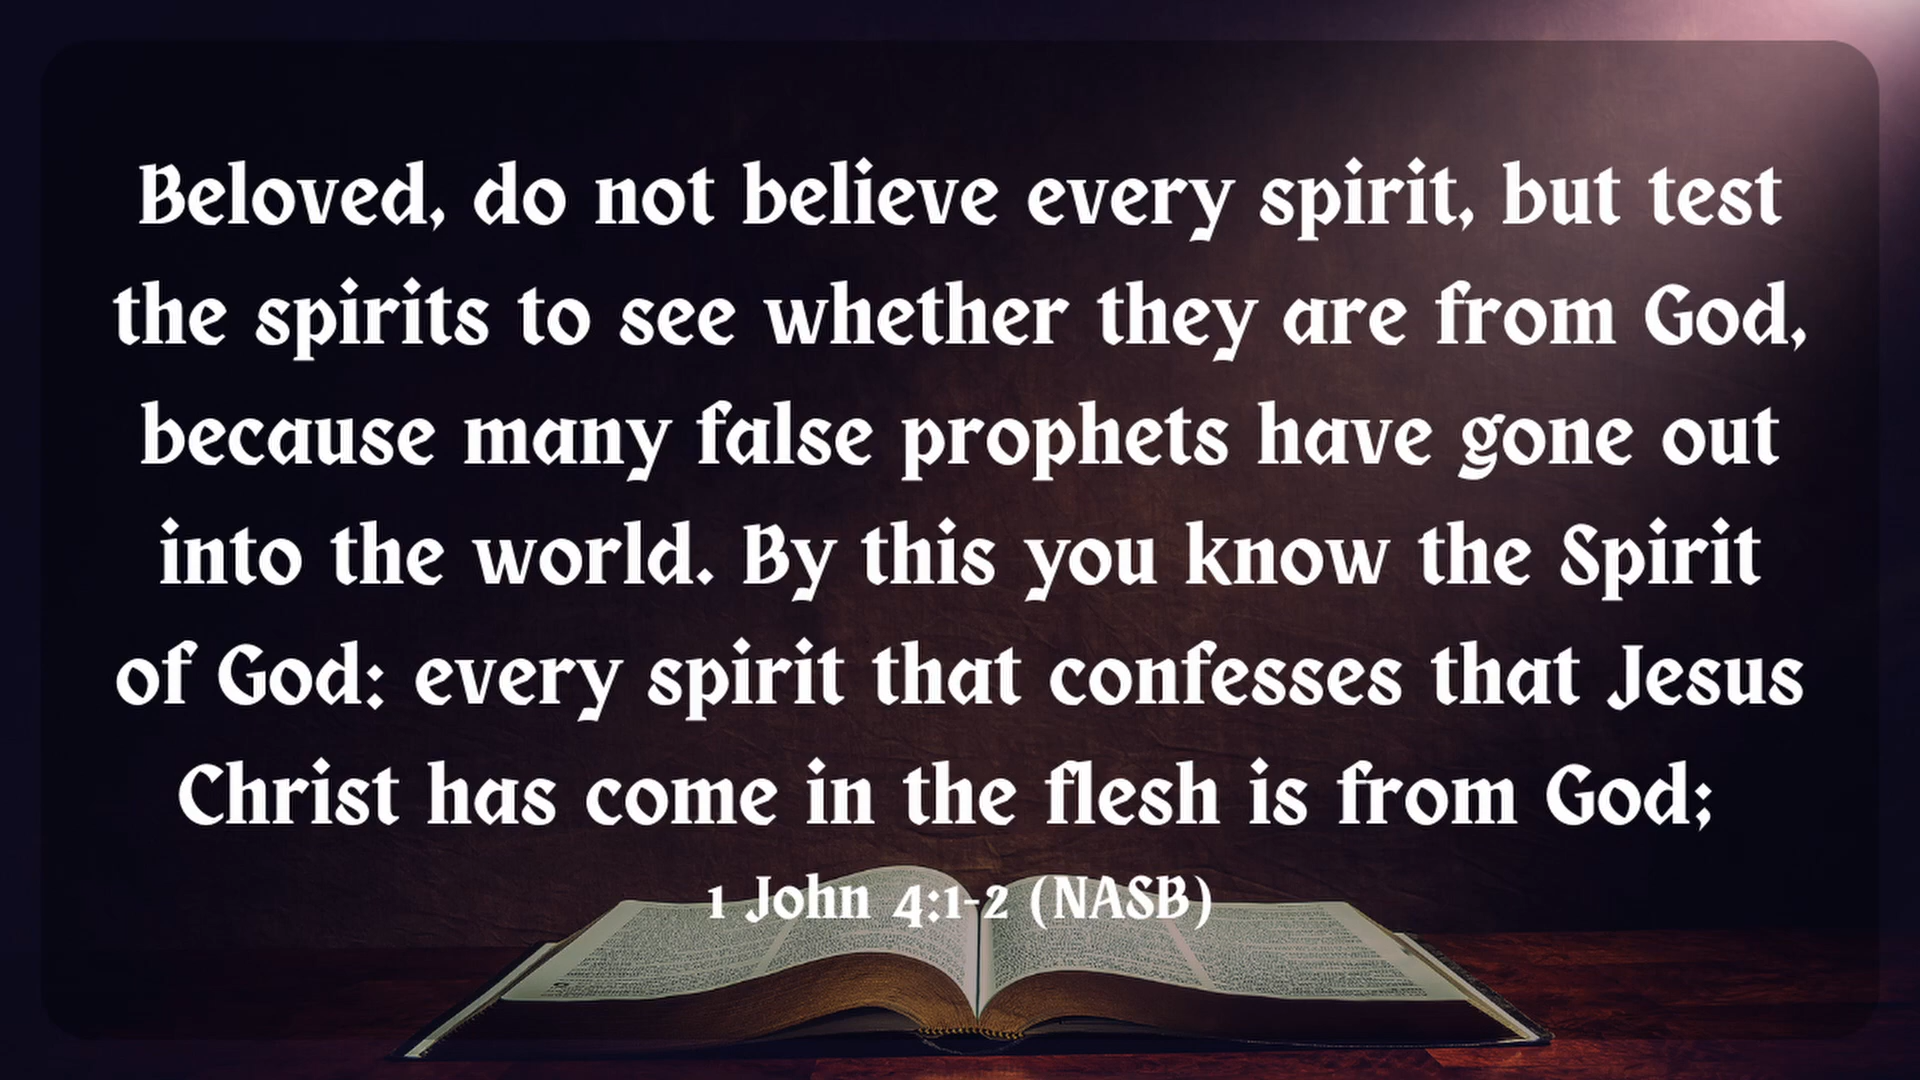 Beloved, do not believe every spirit, but test
the spirits to see whether they are from God,
because many false prophets have gone out
into the world. By this you know the Spirit
of God: every spirit that confesses that Jesus
Christ has come in the flesh is from God;
1 John 4:1-2 (NASB)